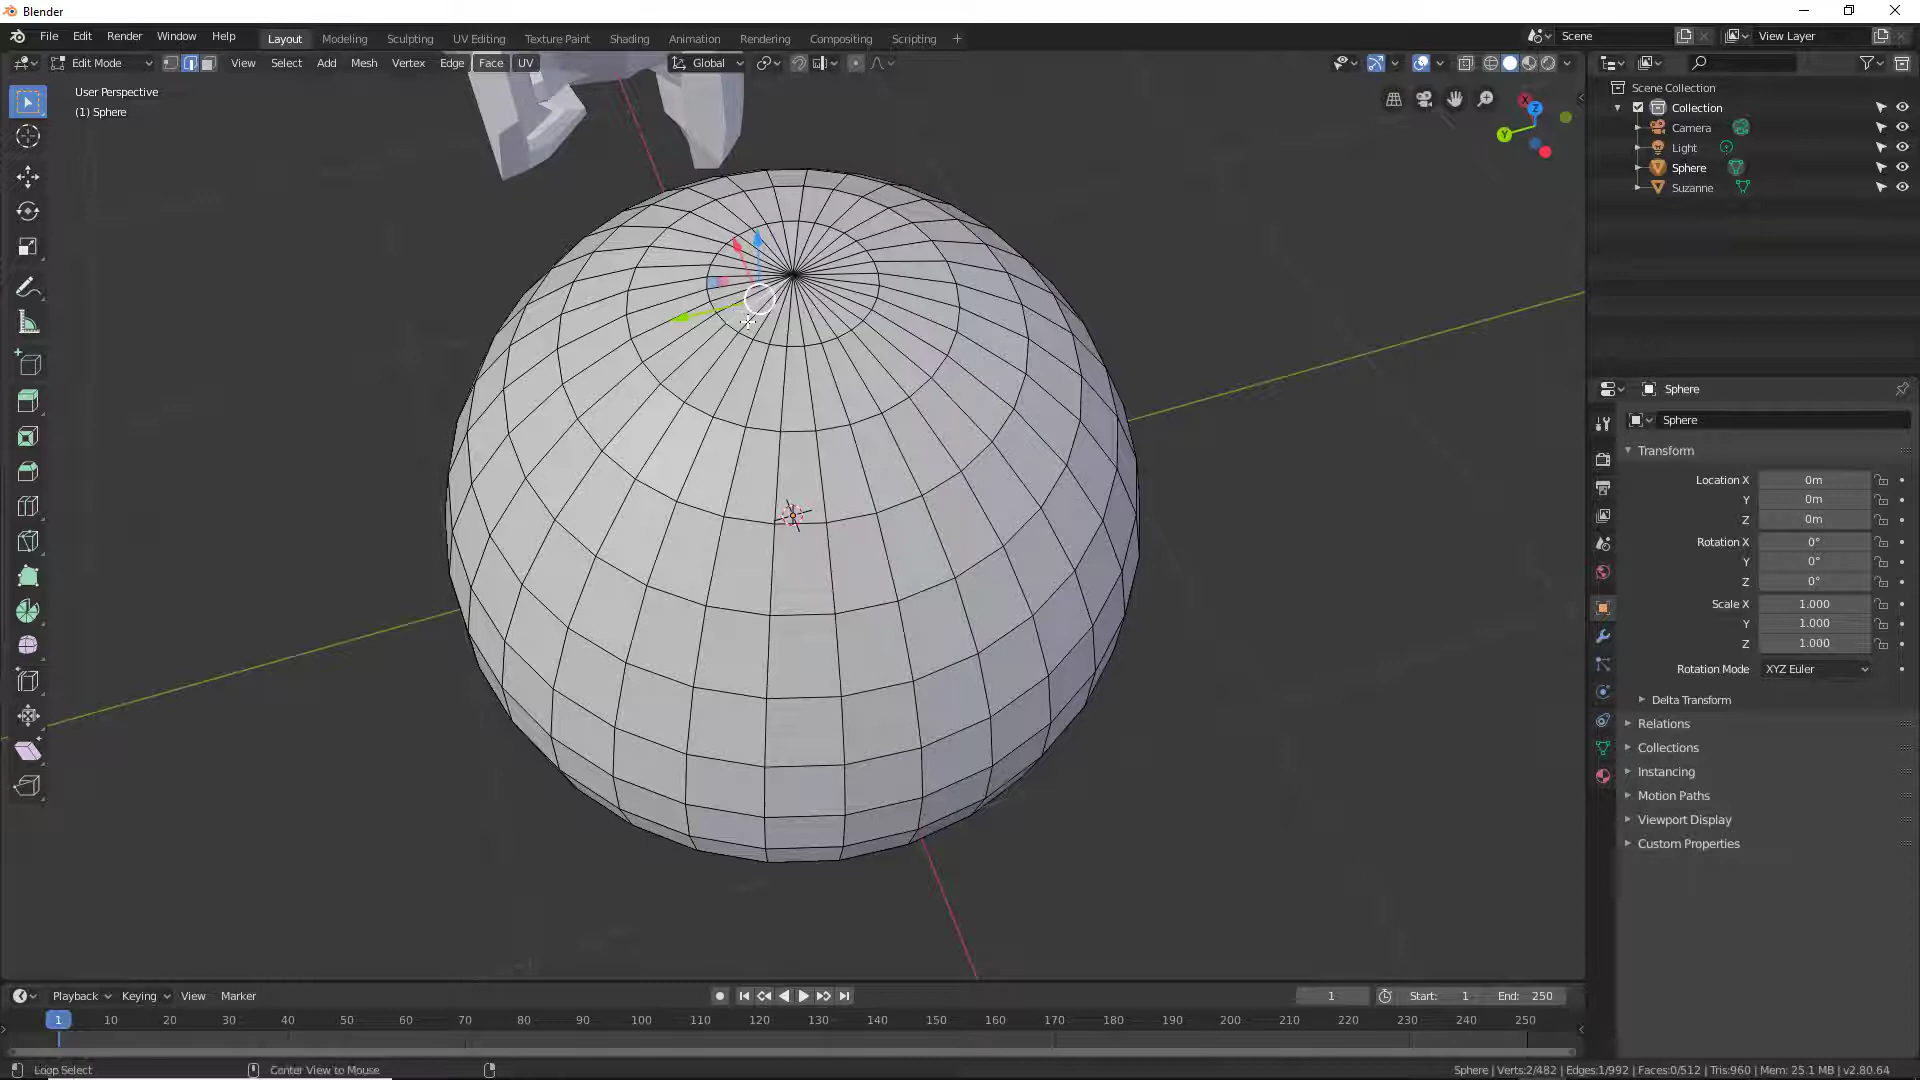 Blender
File Edit Render Window Help
Layout Modeling Sculpting UV Editing Texture Paint Shading Animation Rendering Compositing Scripting
Scene
View Layer
Edit Mode
View Select Add Mesh Vertex Edge Face UV
Global
User Perspective
(1) Sphere
X
Z
Y
Scene Collection
Collection
Camera
Light
Sphere
Suzanne
Sphere
Sphere
Transform
Location X 0m
Y 0m
Z 0m
Rotation X 0°
Y 0°
Z 0°
Scale X 1.000
Y 1.000
Z 1.000
Rotation Mode XYZ Euler
Delta Transform
Relations
Collections
Instancing
Motion Paths
Viewport Display
Custom Properties
Playback Keying View Marker
1
Start: 1
End: 250
1 10 20 30 40 50 60 70 80 90 100 110 120 130 140 150 160 170 180 190 200 210 220 230 240 250
Loop Select
Center View to Mouse
Sphere | Verts:2/482 | Edges:1/992 | Faces:0/512 | Tris:960 | Mem: 25.1 MB | v2.80.64